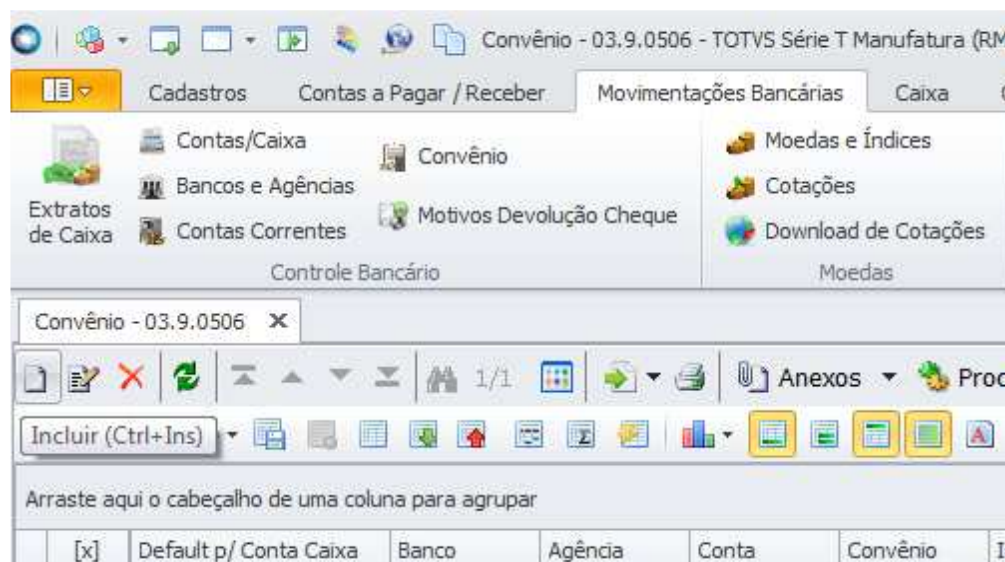 Convênio - 03.9.0506 - TOTVS Série T Manufatura (RM
Cadastros Contas a Pagar / Receber Movimentações Bancárias Caixa
Extratos de Caixa
Contas/Caixa
Bancos e Agências
Contas Correntes
Convênio
Motivos Devolução Cheque
Controle Bancário
Moedas e Índices
Cotações
Download de Cotações
Moedas
Convênio - 03.9.0506
1/1 Anexos Proc
Incluir (Ctrl+Ins)
Arraste aqui o cabeçalho de uma coluna para agrupar
[x] Default p/ Conta Caixa Banco Agência Conta Convênio